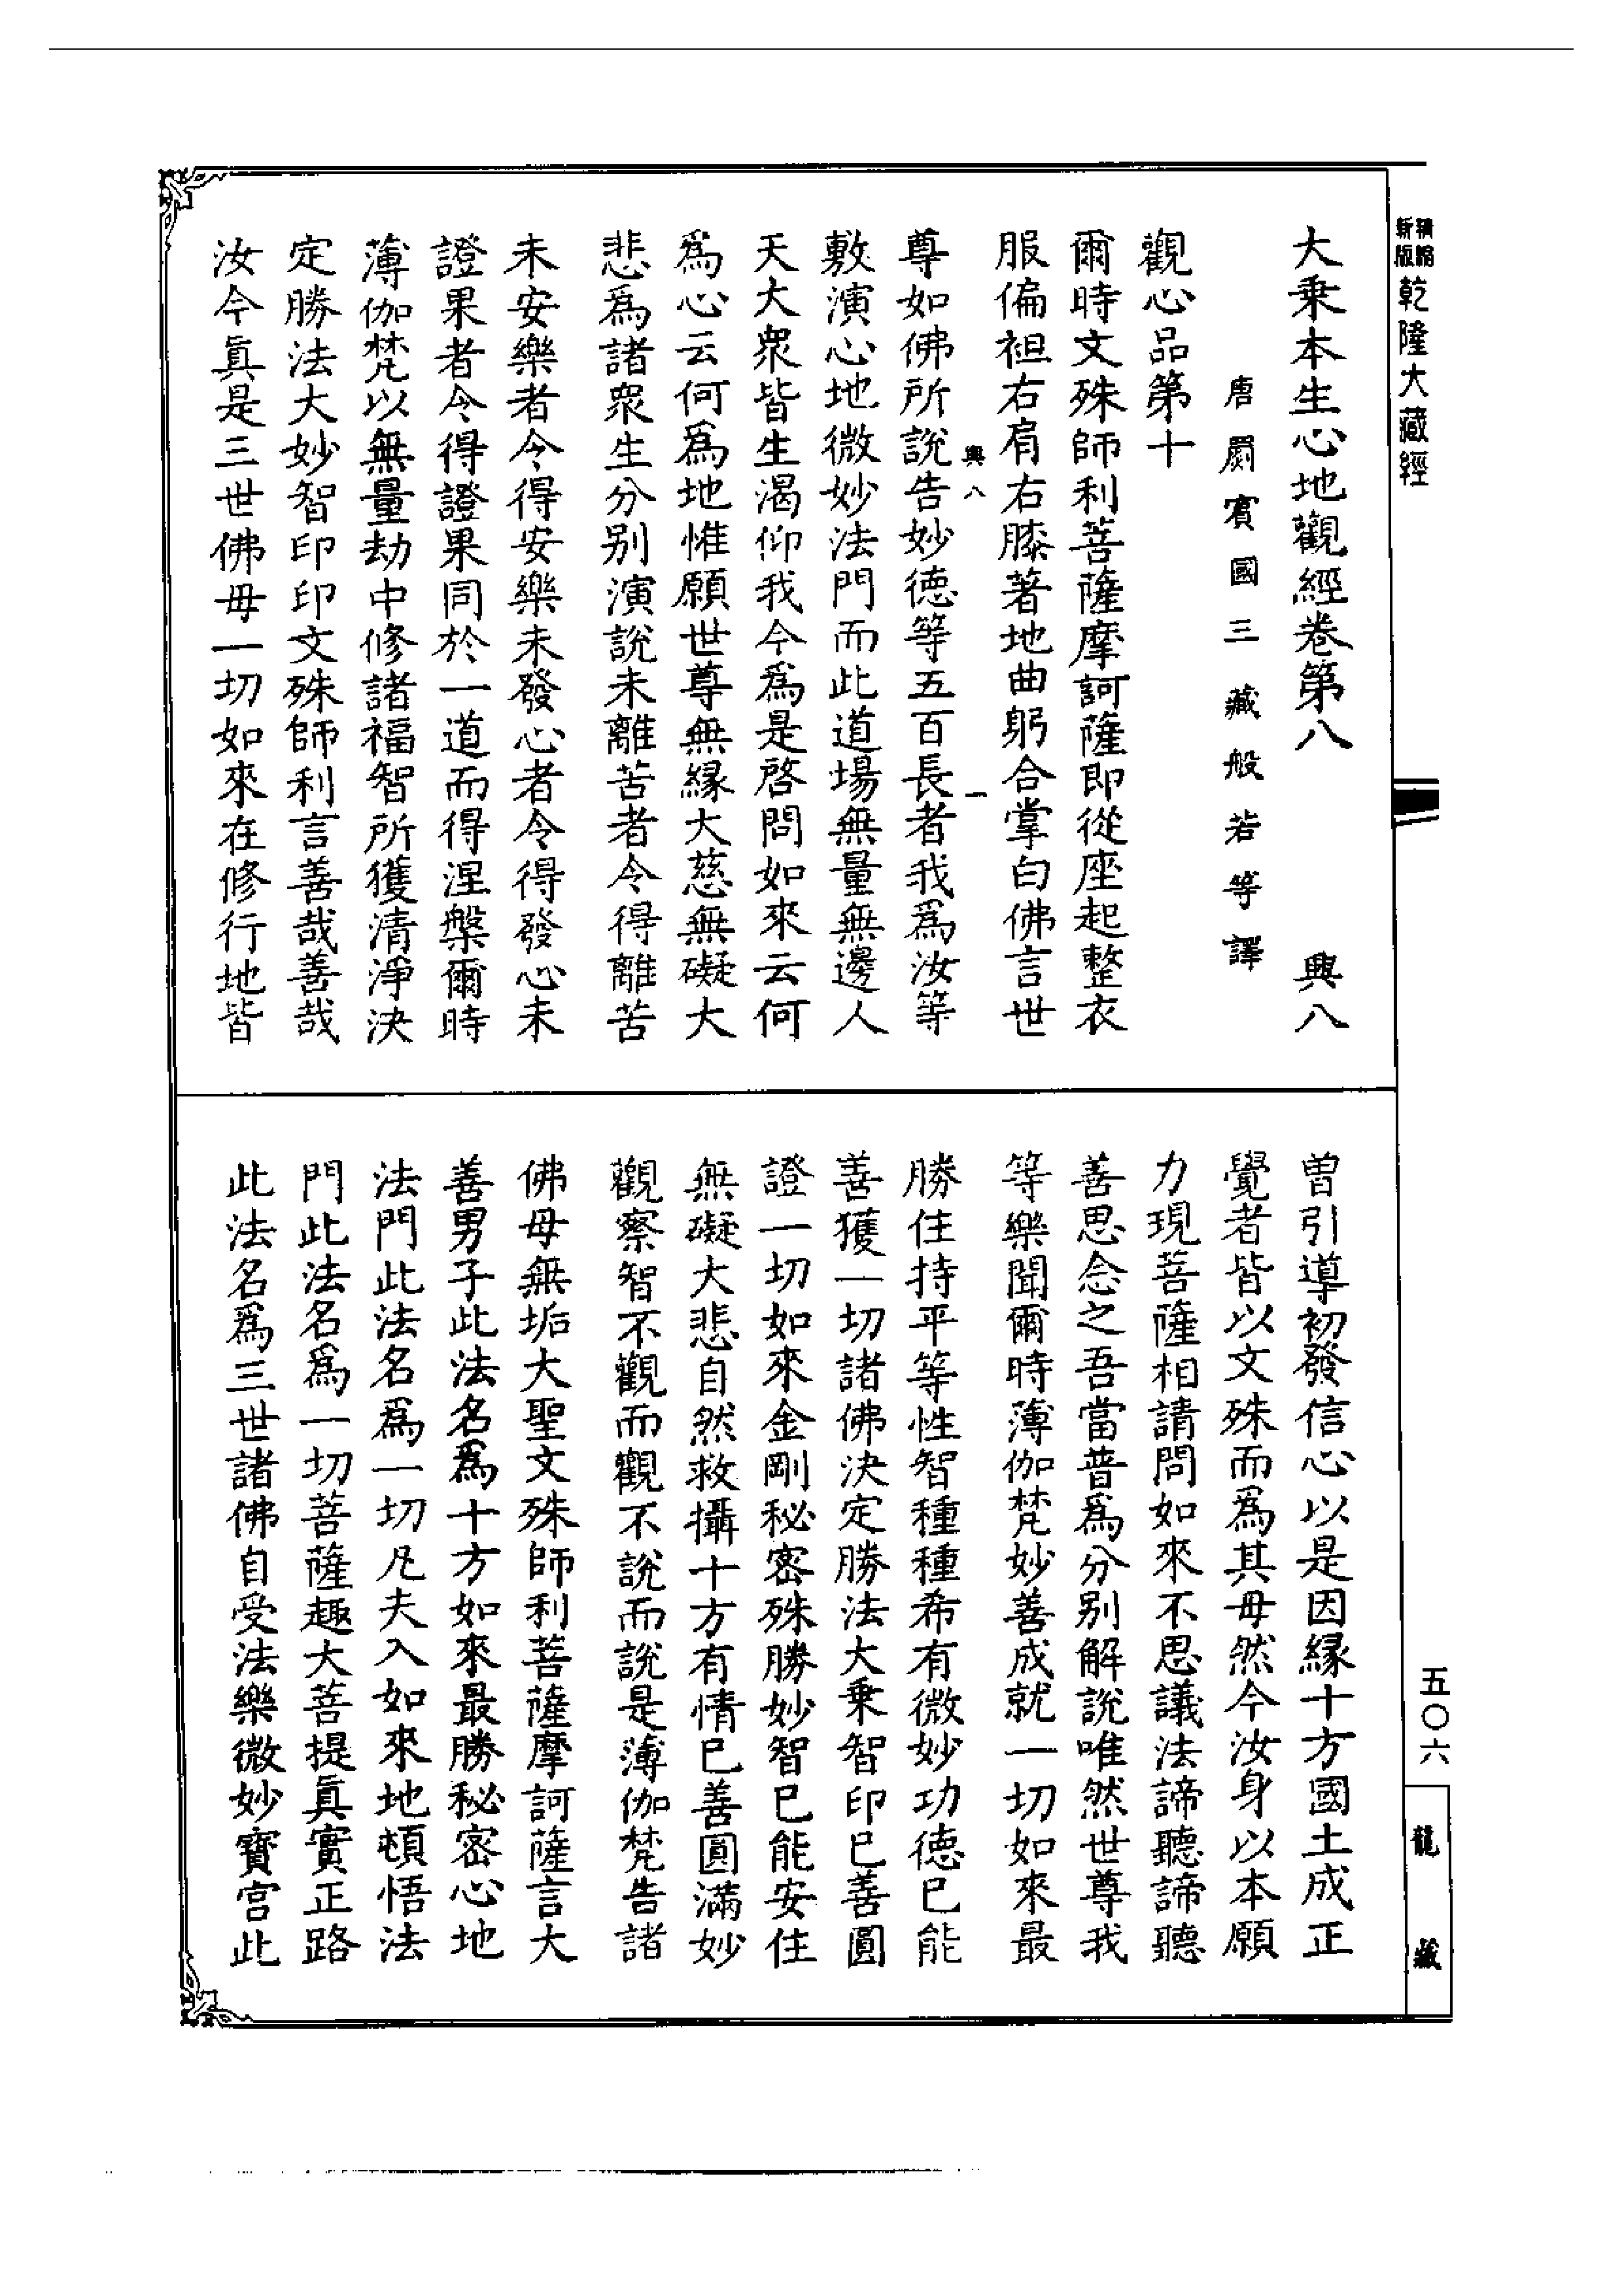 新版精縮乾隆大藏經
大乗本生心地觀經卷第八　興八
唐罽賓國三藏般若等譯
觀心品第十
爾時文殊師利菩薩摩訶薩即從座起整衣
服偏袒右肩右膝著地曲躬合掌白佛言世
興八　一
尊如佛所說告妙徳等五百長者我爲汝等
敷演心地微妙法門而此道場無量無邊人
天大衆皆生渴仰我今爲是啓問如來云何
爲心云何爲地惟願世尊無縁大慈無礙大
悲爲諸衆生分别演說未離苦者令得離苦
未安樂者令得安樂未發心者令得發心未
證果者令得證果同於一道而得涅槃爾時
薄伽梵以無量劫中修諸福智所獲清淨決
定勝法大妙智印印文殊師利言善哉善哉
汝今眞是三世佛毋一切如來在修行地皆
曽引導初發信心以是因縁十方國土成正
覺者皆以文殊而爲其毋然今汝身以本願
力現菩薩相請問如來不思議法諦聽諦聽
善思念之吾當普爲分别解說唯然世尊我
等樂聞爾時薄伽梵妙善成就一切如來最
勝住持平等性智種種希有微妙功徳已能
善獲一切諸佛決定勝法大乗智印已善圓
證一切如來金剛秘密殊勝妙智已能安住
無礙大悲自然救攝十方有情已善圓滿妙
觀察智不觀而觀不說而說是薄伽梵告諸
佛母無垢大聖文殊師利菩薩摩訶薩言大
善男子此法名爲十方如來最勝秘密心地
法門此法名爲一切凡夫入如來地頓悟法
門此法名爲一切菩薩趣大菩提眞實正路
此法名爲三世諸佛自受法樂微妙寶宫此
五〇六
龍藏